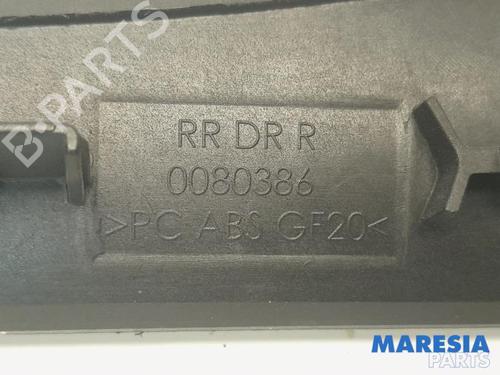 B-PARTS
RR DR R
0080386
>PC ABS GF20<
MARESIA
PARTS